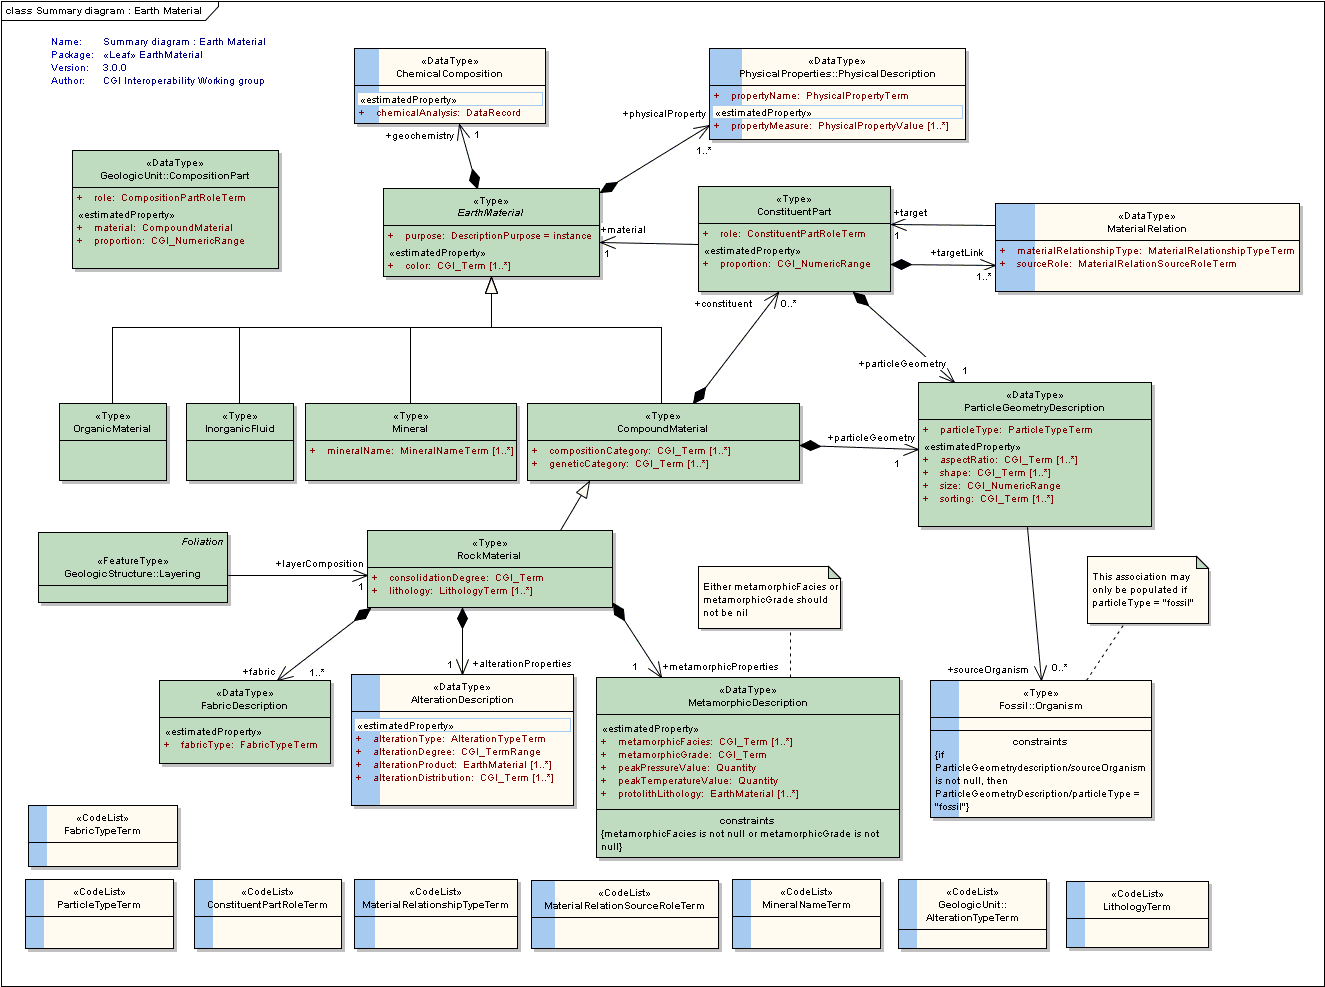 class Summary diagram : Earth Material
Name: Summary diagram : Earth Material
Package: «Leaf» EarthMaterial
Version: 3.0.0
Author: CGI Interoperability Working group
«DataType»
ChemicalComposition
«estimatedProperty»
+ chemicalAnalysis: DataRecord
«DataType»
PhysicalProperties::PhysicalDescription
+ propertyName: PhysicalPropertyTerm
«estimatedProperty»
+ propertyMeasure: PhysicalPropertyValue [1..*]
+geochemistry 1
+physicalProperty
1..*
«DataType»
GeologicUnit::CompositionPart
+ role: CompositionPartRoleTerm
«estimatedProperty»
+ material: CompoundMaterial
+ proportion: CGI_NumericRange
«Type»
EarthMaterial
+ purpose: DescriptionPurpose = instance
«estimatedProperty»
+ color: CGI_Term [1..*]
+material
1
«Type»
ConstituentPart
+ role: ConstituentPartRoleTerm
«estimatedProperty»
+ proportion: CGI_NumericRange
+target
1
+targetLink
1..*
«DataType»
MaterialRelation
+ materialRelationshipType: MaterialRelationshipTypeTerm
+ sourceRole: MaterialRelationSourceRoleTerm
+constituent 0..*
+particleGeometry 1
«Type»
OrganicMaterial
«Type»
InorganicFluid
«Type»
Mineral
+ mineralName: MineralNameTerm [1..*]
«Type»
CompoundMaterial
+ compositionCategory: CGI_Term [1..*]
+ geneticCategory: CGI_Term [1..*]
+particleGeometry
1
«DataType»
ParticleGeometryDescription
+ particleType: ParticleTypeTerm
«estimatedProperty»
+ aspectRatio: CGI_Term [1..*]
+ shape: CGI_Term [1..*]
+ size: CGI_NumericRange
+ sorting: CGI_Term [1..*]
Foliation
«FeatureType»
GeologicStructure::Layering
+layerComposition
1
«Type»
RockMaterial
+ consolidationDegree: CGI_Term
+ lithology: LithologyTerm [1..*]
Either metamorphicFacies or
metamorphicGrade should
not be nil
This association may
only be populated if
particleType = "fossil"
+fabric 1..*
1 +alterationProperties
1 +metamorphicProperties
+sourceOrganism 0..*
«DataType»
FabricDescription
«estimatedProperty»
+ fabricType: FabricTypeTerm
«DataType»
AlterationDescription
«estimatedProperty»
+ alterationType: AlterationTypeTerm
+ alterationDegree: CGI_TermRange
+ alterationProduct: EarthMaterial [1..*]
+ alterationDistribution: CGI_Term [1..*]
«DataType»
MetamorphicDescription
«estimatedProperty»
+ metamorphicFacies: CGI_Term [1..*]
+ metamorphicGrade: CGI_Term
+ peakPressureValue: Quantity
+ peakTemperatureValue: Quantity
+ protolithLithology: EarthMaterial [1..*]
constraints
{metamorphicFacies is not null or metamorphicGrade is not
null}
«Type»
Fossil::Organism
constraints
{if
ParticleGeometrydescription/sourceOrganism
is not null, then
ParticleGeometryDescription/particleType =
"fossil"}
«CodeList»
FabricTypeTerm
«CodeList»
ParticleTypeTerm
«CodeList»
ConstituentPartRoleTerm
«CodeList»
MaterialRelationshipTypeTerm
«CodeList»
MaterialRelationSourceRoleTerm
«CodeList»
MineralNameTerm
«CodeList»
GeologicUnit::
AlterationTypeTerm
«CodeList»
LithologyTerm